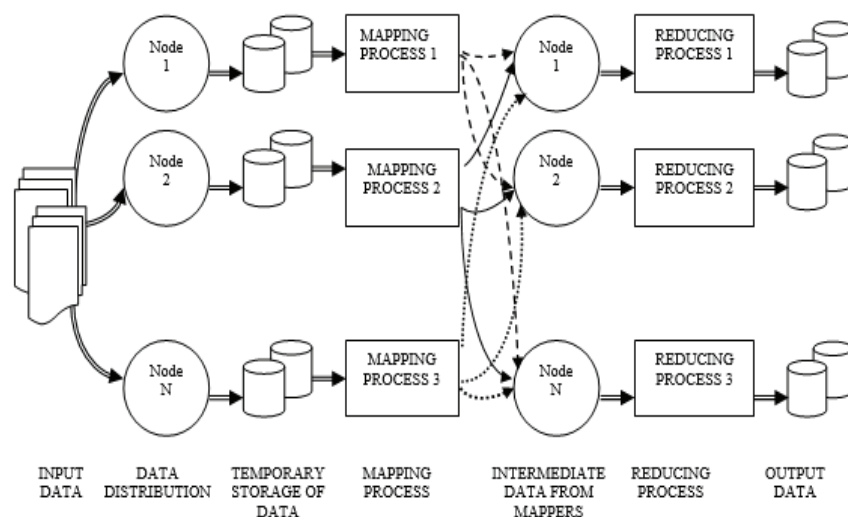 Node
1
MAPPING
PROCESS 1
Node
1
REDUCING
PROCESS 1
Node
2
MAPPING
PROCESS 2
Node
2
REDUCING
PROCESS 2
Node
N
MAPPING
PROCESS 3
Node
N
REDUCING
PROCESS 3
INPUT
DATA
DATA
DISTRIBUTION
TEMPORARY
STORAGE OF
DATA
MAPPING
PROCESS
INTERMEDIATE
DATA FROM
MAPPERS
REDUCING
PROCESS
OUTPUT
DATA